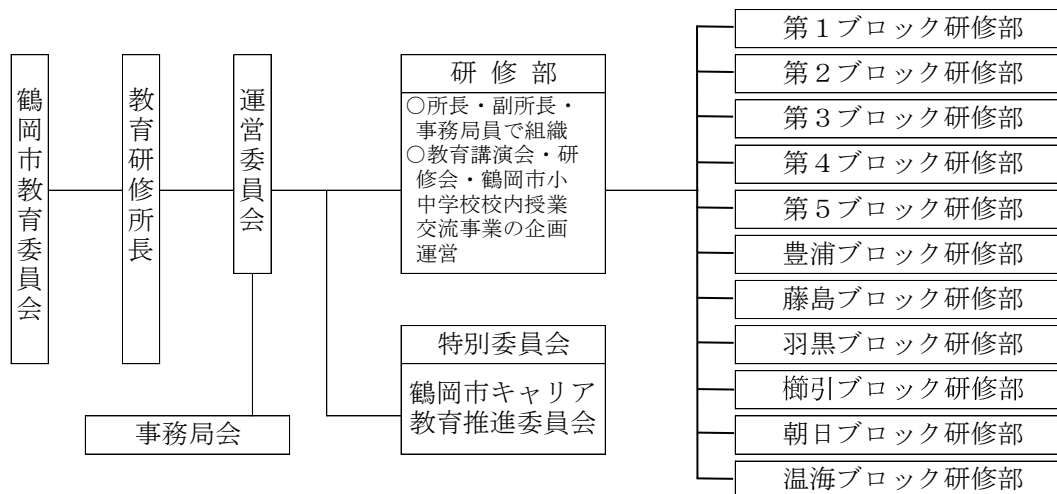 鶴岡市教育委員会
教育研修所長
運営委員会
事務局会
研 修 部
○所長・副所長・
事務局員で組織
○教育講演会・研
修会・鶴岡市小
中学校校内授業
交流事業の企画
運営
特別委員会
鶴岡市キャリア
教育推進委員会
第１ブロック研修部
第２ブロック研修部
第３ブロック研修部
第４ブロック研修部
第５ブロック研修部
豊浦ブロック研修部
藤島ブロック研修部
羽黒ブロック研修部
櫛引ブロック研修部
朝日ブロック研修部
温海ブロック研修部